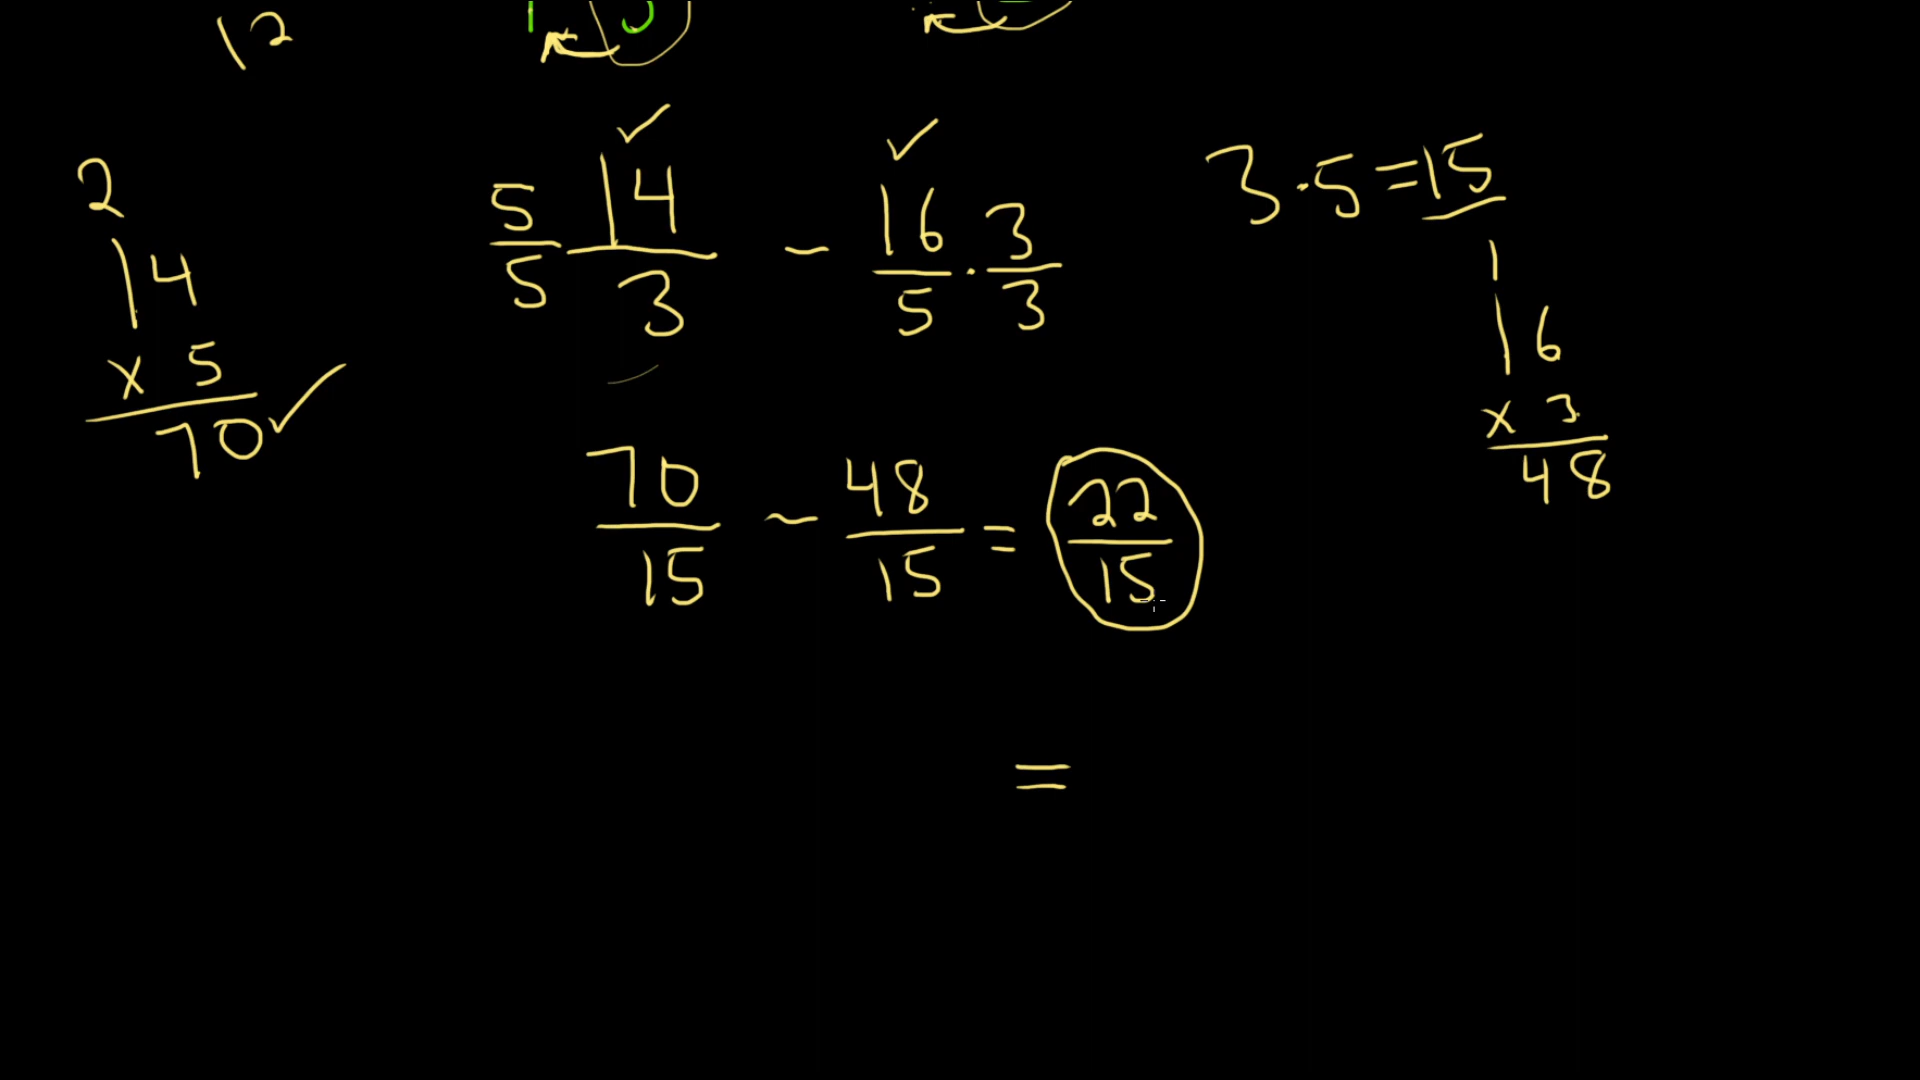 12
5/5 14/3 - 16/5 · 3/3
3·5=15
2
14
x 5
70
1
16
x 3
48
70/15 - 48/15 = 22/15
=